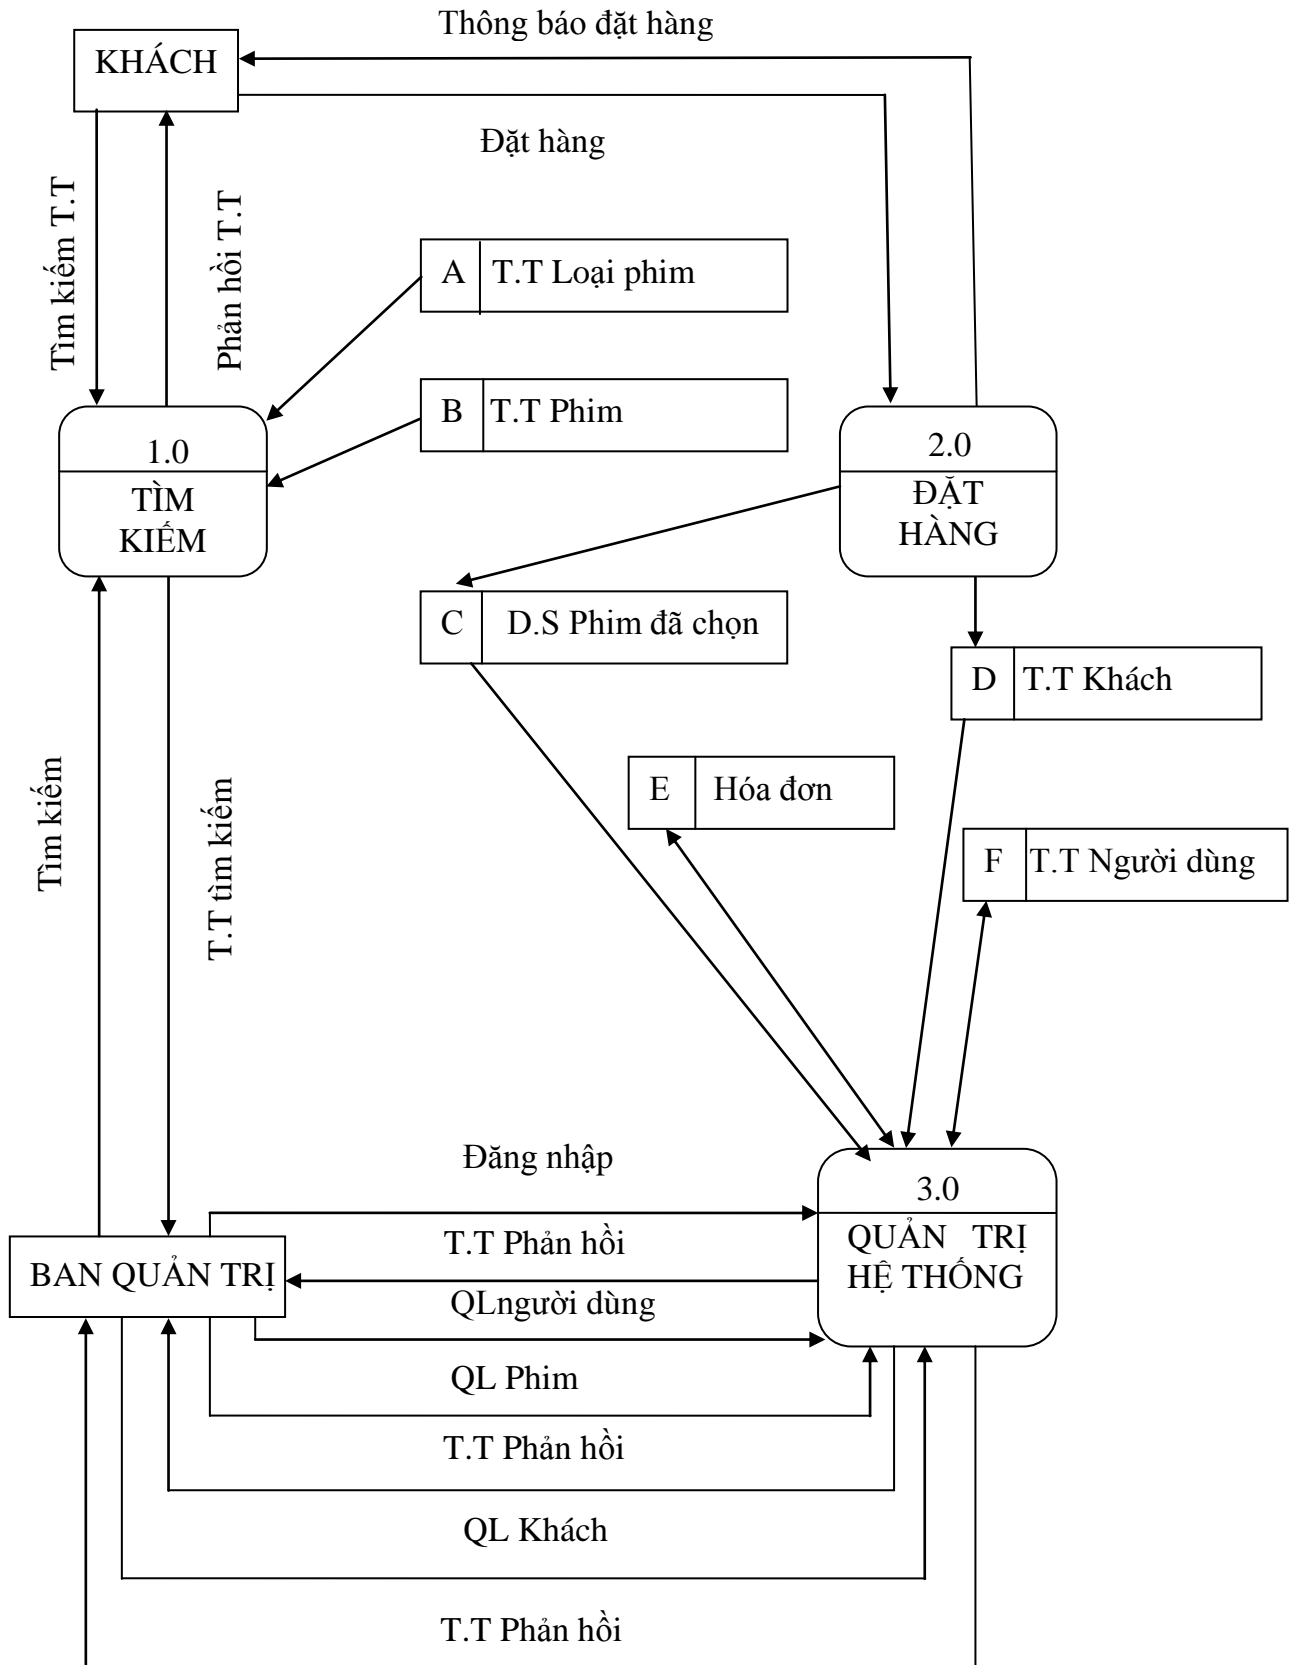 Thông báo đặt hàng
KHÁCH
Đặt hàng
Tìm kiếm T.T
Phản hồi T.T
A T.T Loại phim
B T.T Phim
1.0
TÌM
KIẾM
2.0
ĐẶT
HÀNG
C D.S Phim đã chọn
D T.T Khách
E Hóa đơn
F T.T Người dùng
Tìm kiếm
T.T tìm kiếm
Đăng nhập
3.0
QUẢN TRỊ
HỆ THỐNG
T.T Phản hồi
BAN QUẢN TRỊ
QLngười dùng
QL Phim
T.T Phản hồi
QL Khách
T.T Phản hồi